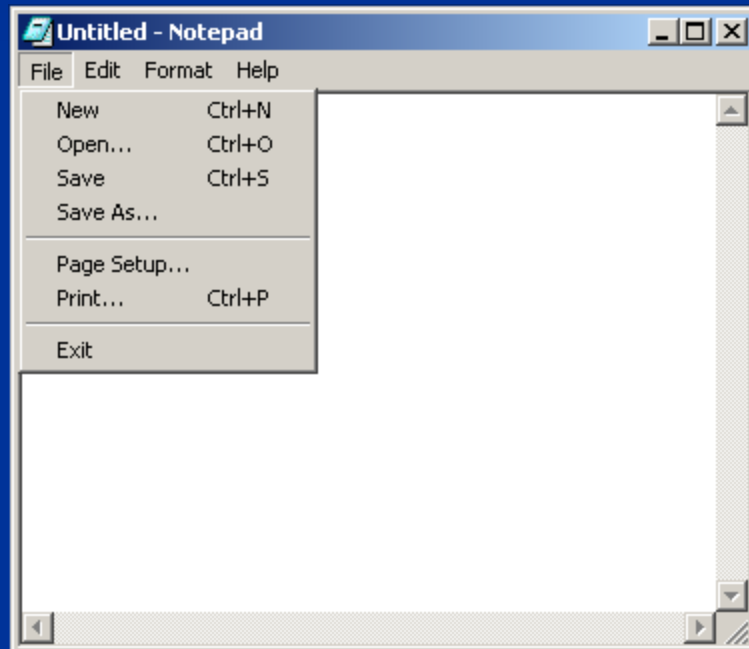 Untitled - Notepad
File Edit Format Help
New Ctrl+N
Open... Ctrl+O
Save Ctrl+S
Save As...
Page Setup...
Print... Ctrl+P
Exit